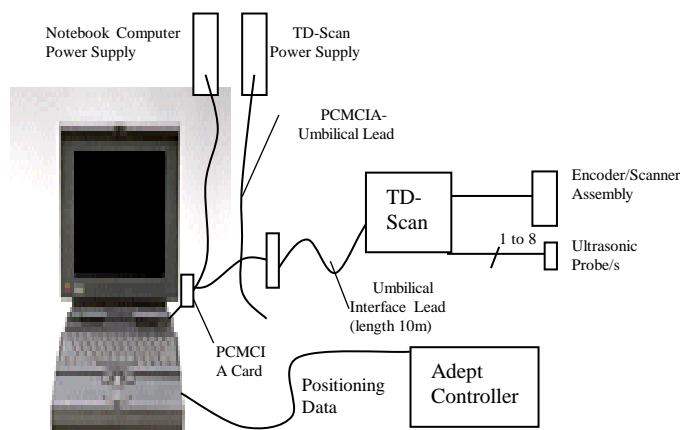 Notebook Computer
Power Supply
TD-Scan
Power Supply
PCMCIA-
Umbilical Lead
Encoder/Scanner
Assembly
TD-
Scan
1 to 8
Ultrasonic
Probe/s
Umbilical
Interface Lead
(length 10m)
PCMCI
A Card
Positioning
Data
Adept
Controller